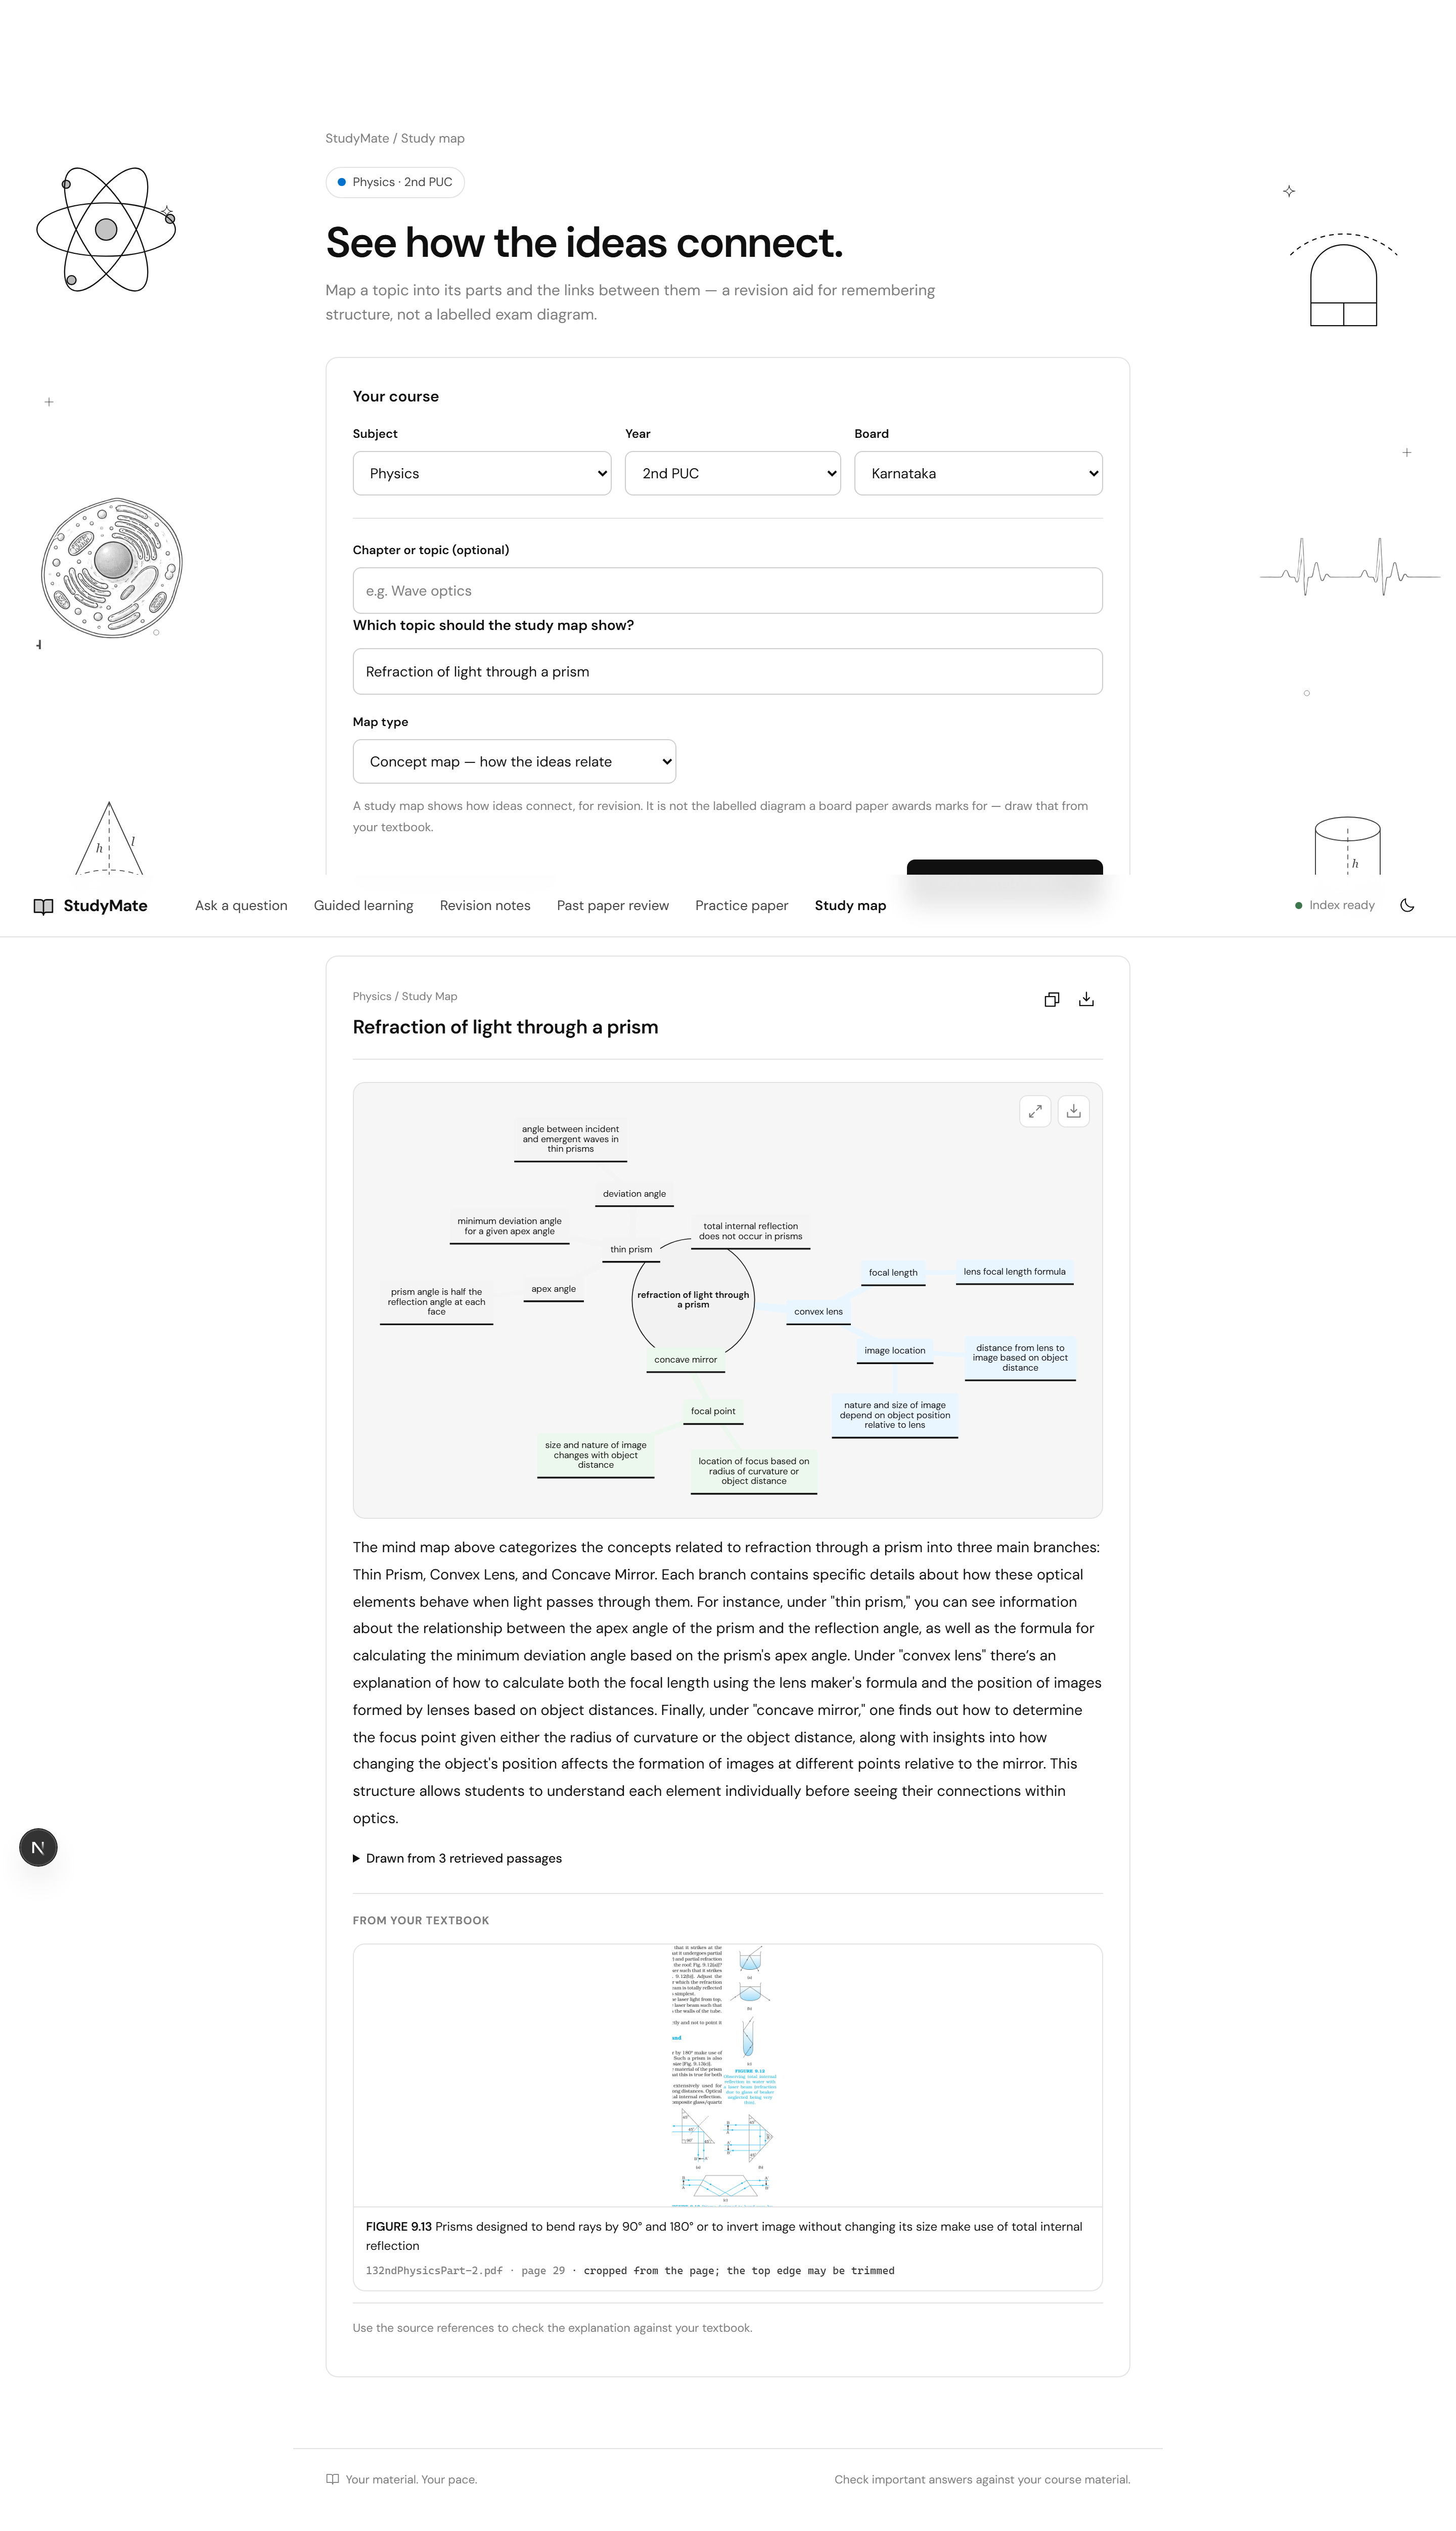 StudyMate / Study map
Physics · 2nd PUC
See how the ideas connect.
Map a topic into its parts and the links between them — a revision aid for remembering
structure, not a labelled exam diagram.
Your course
Subject
Year
Board
Physics
2nd PUC
Karnataka
Chapter or topic (optional)
e.g. Wave optics
Which topic should the study map show?
Refraction of light through a prism
Map type
Concept map — how the ideas relate
A study map shows how ideas connect, for revision. It is not the labelled diagram a board paper awards marks for — draw that from
your textbook.
h
l
h
StudyMate
Ask a question
Guided learning
Revision notes
Past paper review
Practice paper
Study map
Index ready
Physics / Study Map
Refraction of light through a prism
angle between incident
and emergent waves in
thin prisms
deviation angle
minimum deviation angle
for a given apex angle
total internal reflection
does not occur in prisms
thin prism
apex angle
prism angle is half the
reflection angle at each
face
refraction of light through
a prism
focal length
lens focal length formula
convex lens
image location
distance from lens to
image based on object
distance
concave mirror
nature and size of image
depend on object position
relative to lens
focal point
size and nature of image
changes with object
distance
location of focus based on
radius of curvature or
object distance
The mind map above categorizes the concepts related to refraction through a prism into three main branches:
Thin Prism, Convex Lens, and Concave Mirror. Each branch contains specific details about how these optical
elements behave when light passes through them. For instance, under "thin prism," you can see information
about the relationship between the apex angle of the prism and the reflection angle, as well as the formula for
calculating the minimum deviation angle based on the prism's apex angle. Under "convex lens" there's an
explanation of how to calculate both the focal length using the lens maker's formula and the position of images
formed by lenses based on object distances. Finally, under "concave mirror," one finds out how to determine
the focus point given either the radius of curvature or the object distance, along with insights into how
changing the object's position affects the formation of images at different points relative to the mirror. This
structure allows students to understand each element individually before seeing their connections within
optics.
N
Drawn from 3 retrieved passages
FROM YOUR TEXTBOOK
that it strikes at the
FIGURE 9.13 Prisms designed to bend rays by 90° and 180° or to invert image without changing its size make use of total internal
reflection
132ndPhysicsPart-2.pdf · page 29 · cropped from the page; the top edge may be trimmed
Use the source references to check the explanation against your textbook.
Your material. Your pace.
Check important answers against your course material.